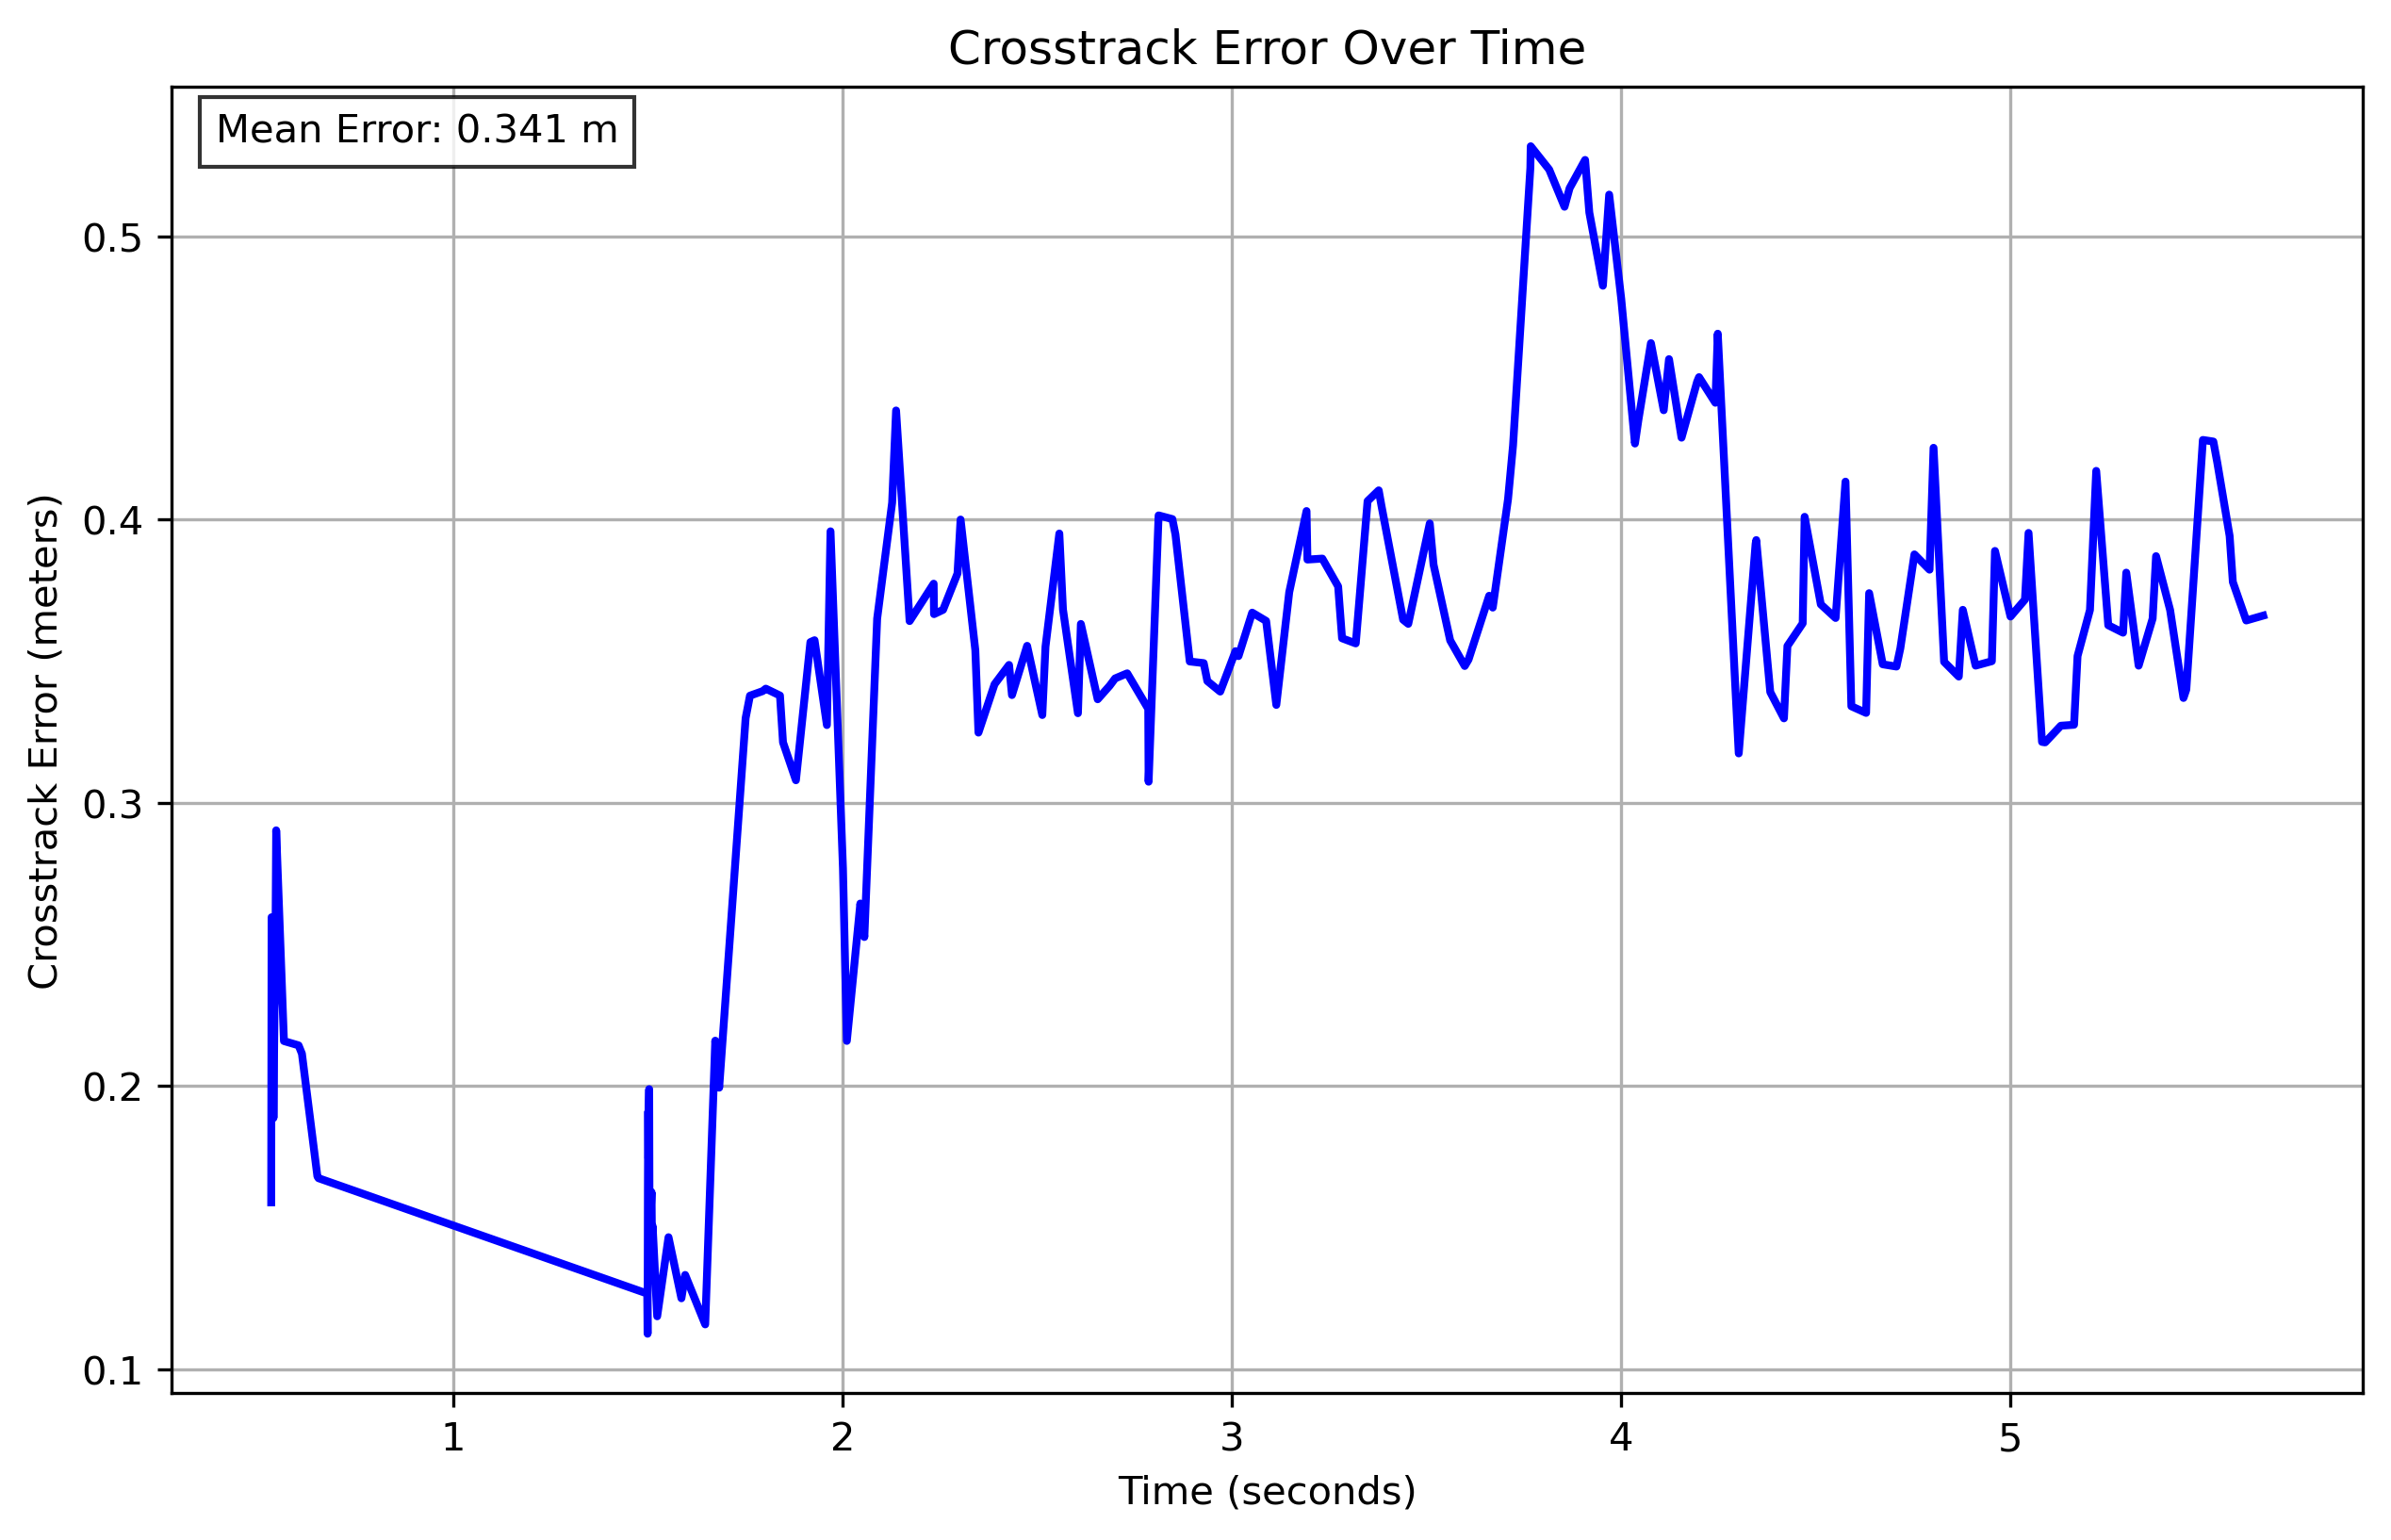 Crosstrack Error Over Time
Mean Error: 0.341 m
Crosstrack Error (meters)
0.5
0.4
0.3
0.2
0.1
1 2 3 4 5
Time (seconds)